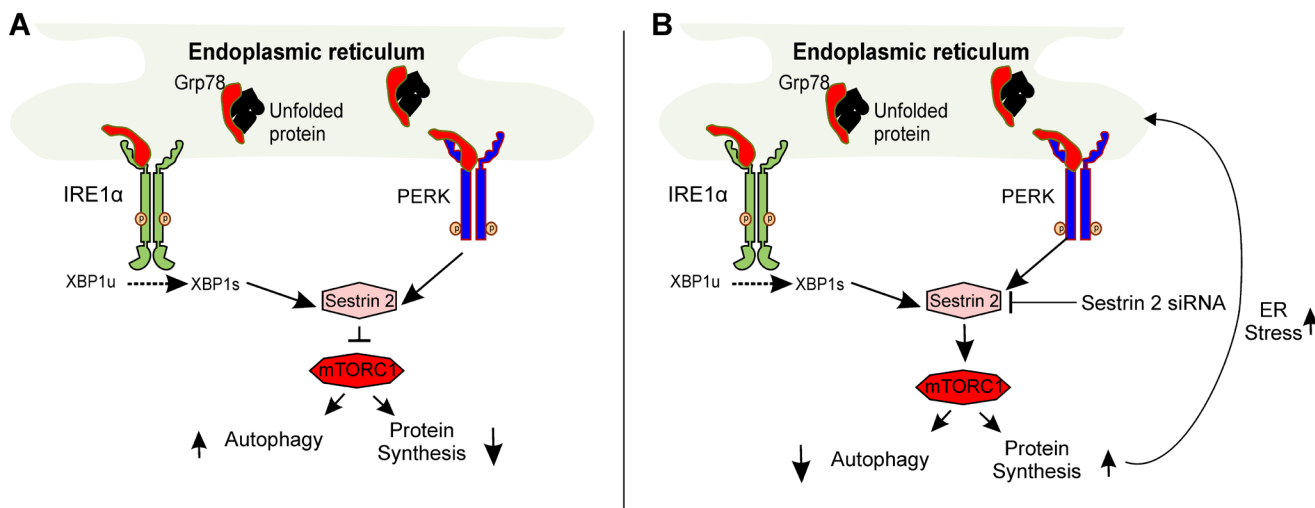 A
Endoplasmic reticulum
Grp78
Unfolded
protein
IRE1α
PERK
p
p
p
p
XBP1u
XBP1s
Sestrin 2
mTORC1
Autophagy
Protein
Synthesis
B
Endoplasmic reticulum
Grp78
Unfolded
protein
IRE1α
PERK
p
p
p
p
XBP1u
XBP1s
Sestrin 2
Sestrin 2 siRNA
ER
Stress
mTORC1
Autophagy
Protein
Synthesis